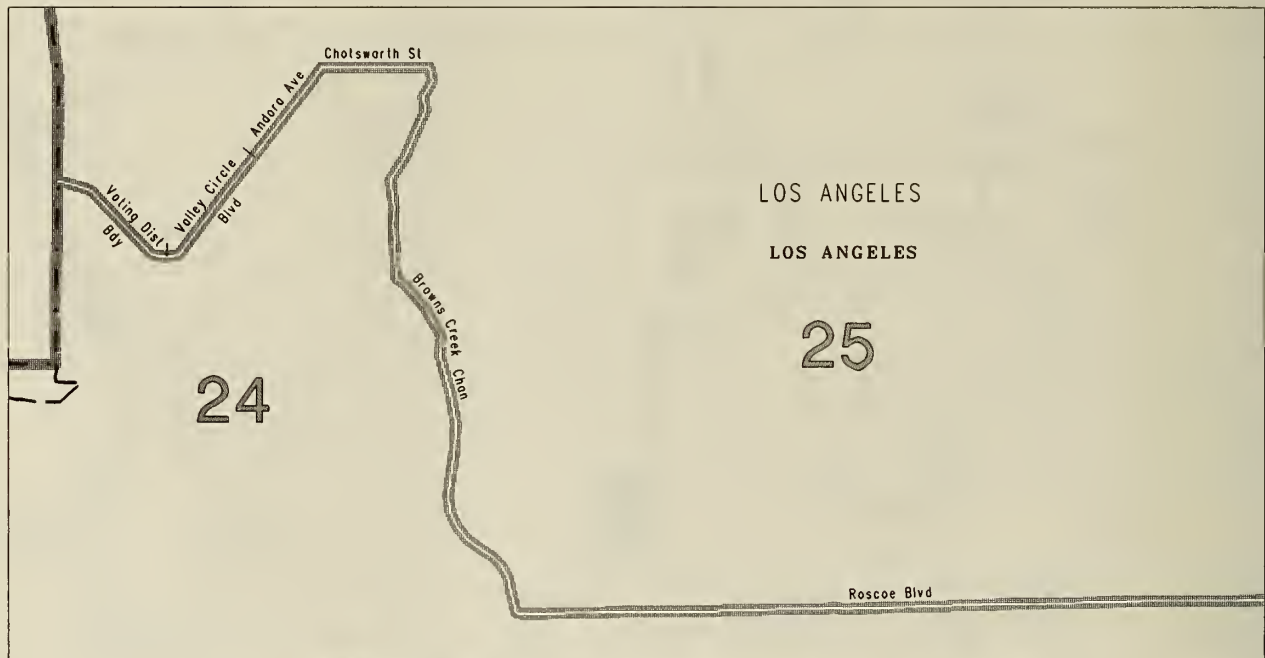 Chotsworth St
Andora Ave
Valley Circle
Blvd
Voting Dist
Bdy
LOS ANGELES
LOS ANGELES
25
Browns Creek Chan
24
Roscoe Blvd